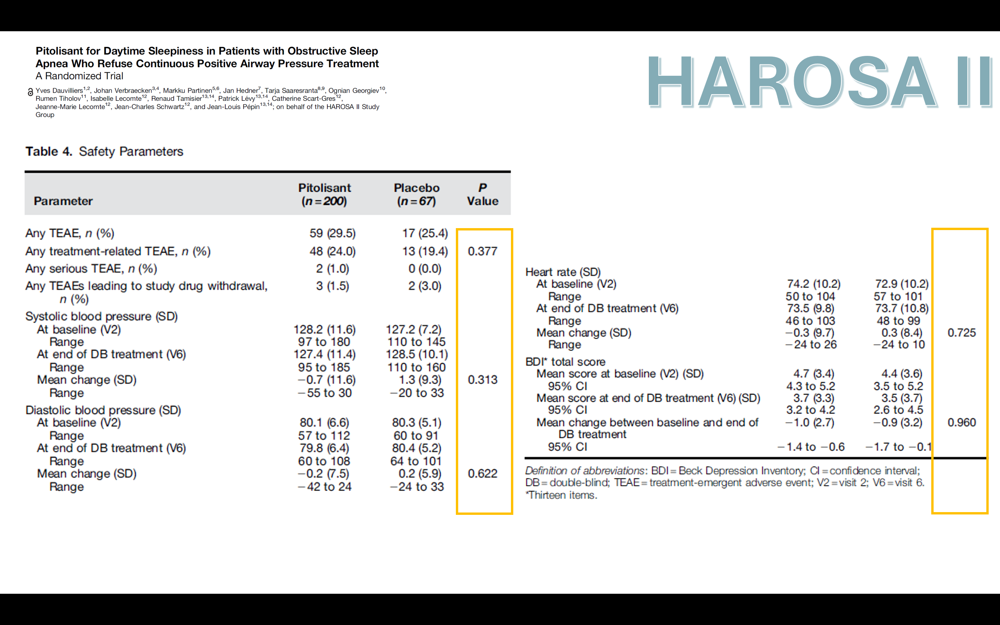 Pitolisant for Daytime Sleepiness in Patients with Obstructive Sleep
Apnea Who Refuse Continuous Positive Airway Pressure Treatment
A Randomized Trial
Yves Dauvilliers1,2, Johan Verbraecken3,4, Markku Partinen5,6, Jan Hedner7, Tarja Saaresranta8,9, Ognian Georgiev10,
Rumen Tiholov11, Isabelle Lecomte12, Renaud Tamisier13,14, Patrick Lévy13,14, Catherine Scart-Gres12,
Jeanne-Marie Lecomte12, Jean-Charles Schwartz12, and Jean-Louis Pépin13,14; on behalf of the HAROSA II Study
Group
HAROSA II
Table 4. Safety Parameters
Parameter Pitolisant (n=200) Placebo (n=67) P Value
Any TEAE, n (%) 59 (29.5) 17 (25.4)
Any treatment-related TEAE, n (%) 48 (24.0) 13 (19.4) 0.377
Any serious TEAE, n (%) 2 (1.0) 0 (0.0)
Any TEAEs leading to study drug withdrawal, 3 (1.5) 2 (3.0)
n (%)
Systolic blood pressure (SD)
At baseline (V2) 128.2 (11.6) 127.2 (7.2)
Range 97 to 180 110 to 145
At end of DB treatment (V6) 127.4 (11.4) 128.5 (10.1)
Range 95 to 185 110 to 160
Mean change (SD) −0.7 (11.6) 1.3 (9.3) 0.313
Range −55 to 30 −20 to 33
Diastolic blood pressure (SD)
At baseline (V2) 80.1 (6.6) 80.3 (5.1)
Range 57 to 112 60 to 91
At end of DB treatment (V6) 79.8 (6.4) 80.4 (5.2)
Range 60 to 108 64 to 101
Mean change (SD) −0.2 (7.5) 0.2 (5.9) 0.622
Range −42 to 24 −24 to 33
Heart rate (SD)
At baseline (V2) 74.2 (10.2) 72.9 (10.2)
Range 50 to 104 57 to 101
At end of DB treatment (V6) 73.5 (9.8) 73.7 (10.8)
Range 46 to 103 48 to 99
Mean change (SD) −0.3 (9.7) 0.3 (8.4) 0.725
Range −24 to 26 −24 to 10
BDI* total score
Mean score at baseline (V2) (SD) 4.7 (3.4) 4.4 (3.6)
95% CI 4.3 to 5.2 3.5 to 5.2
Mean score at end of DB treatment (V6) (SD) 3.7 (3.3) 3.5 (3.7)
95% CI 3.2 to 4.2 2.6 to 4.5
Mean change between baseline and end of −1.0 (2.7) −0.9 (3.2) 0.960
DB treatment
95% CI −1.4 to −0.6 −1.7 to −0.1
Definition of abbreviations: BDI = Beck Depression Inventory; CI = confidence interval;
DB = double-blind; TEAE = treatment-emergent adverse event; V2 = visit 2; V6 = visit 6.
*Thirteen items.